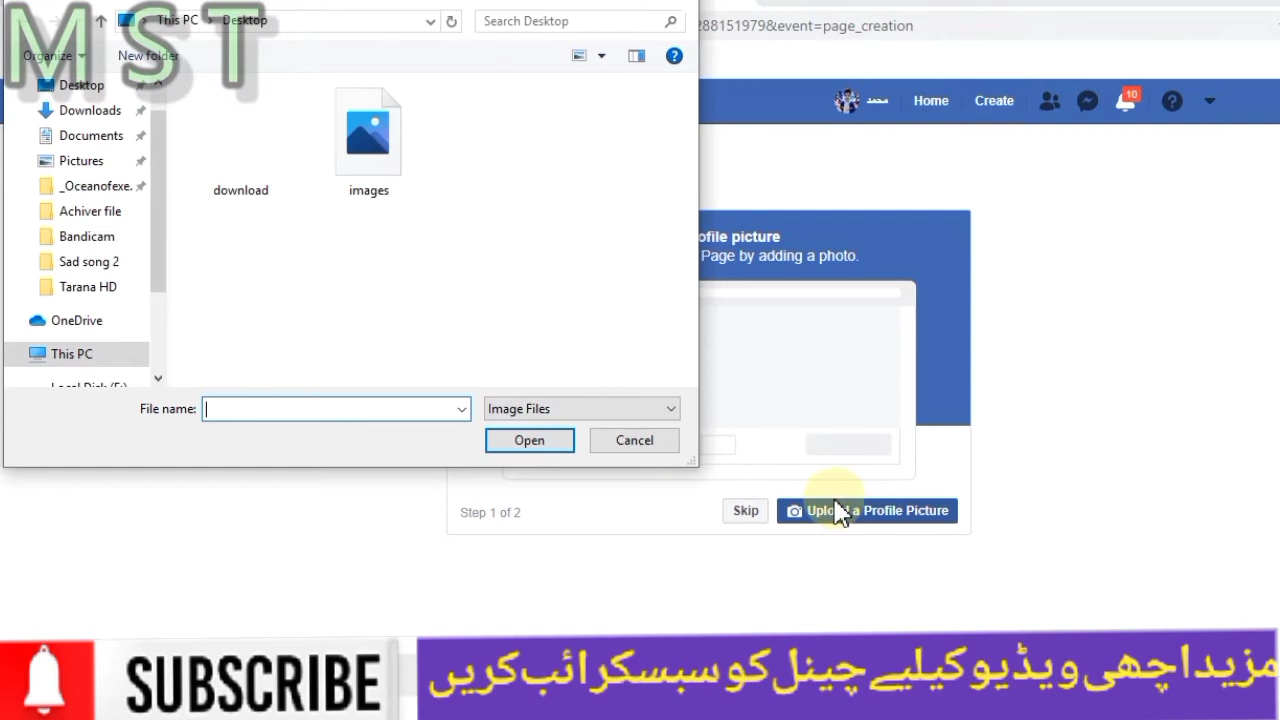 MST
This PC > Desktop
Search Desktop
288151979&event=page_creation
Organize
New folder
Desktop
Downloads
Documents
Pictures
_Oceanofexe.
Achiver file
Bandicam
Sad song 2
Tarana HD
OneDrive
This PC
download
images
محمد
Home
Create
10
ofile picture
Page by adding a photo.
File name:
Image Files
Open
Cancel
Step 1 of 2
Skip
Upload a Profile Picture
SUBSCRIBE
مزید اچھی ویڈیو کیلیے چینل کو سبسکرائب کریں